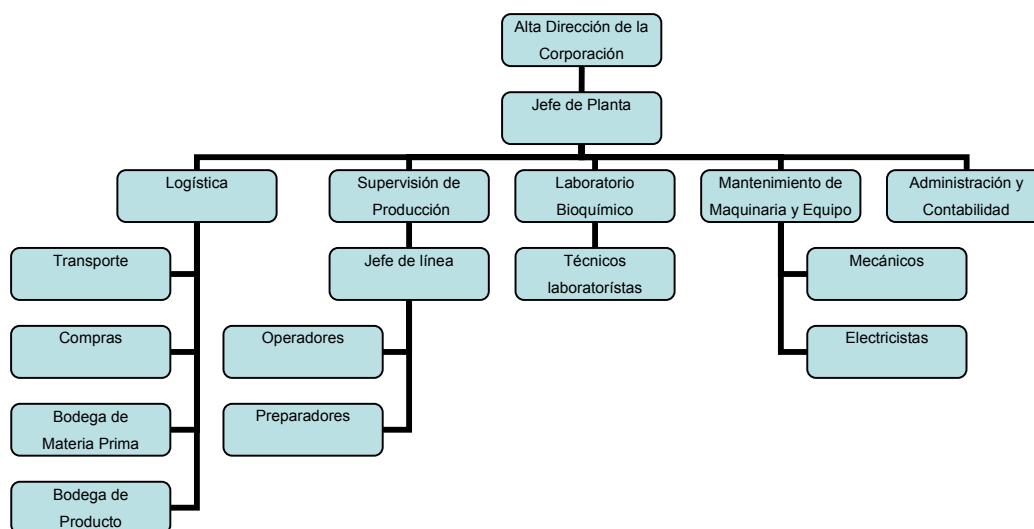 Alta Dirección de la
Corporación
Jefe de Planta
Logística
Supervisión de
Producción
Laboratorio
Bioquímico
Mantenimiento de
Maquinaria y Equipo
Administración y
Contabilidad
Transporte
Jefe de línea
Técnicos
laboratorístas
Mecánicos
Compras
Operadores
Electricistas
Bodega de
Materia Prima
Preparadores
Bodega de
Producto